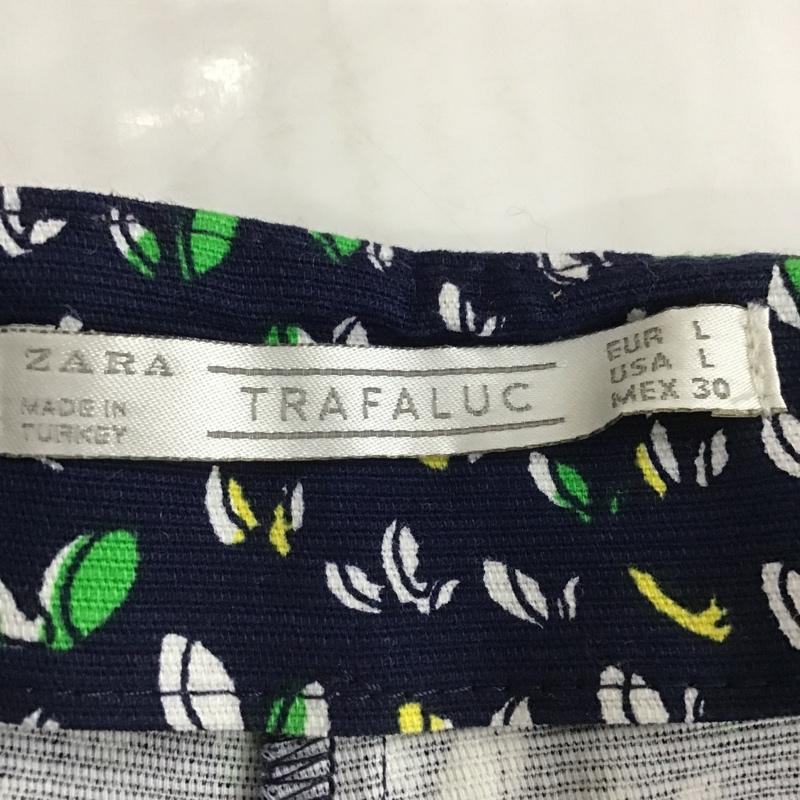 ZARA
MADE IN
TURKEY
TRAFALUC
EUR L
USA L
MEX 30